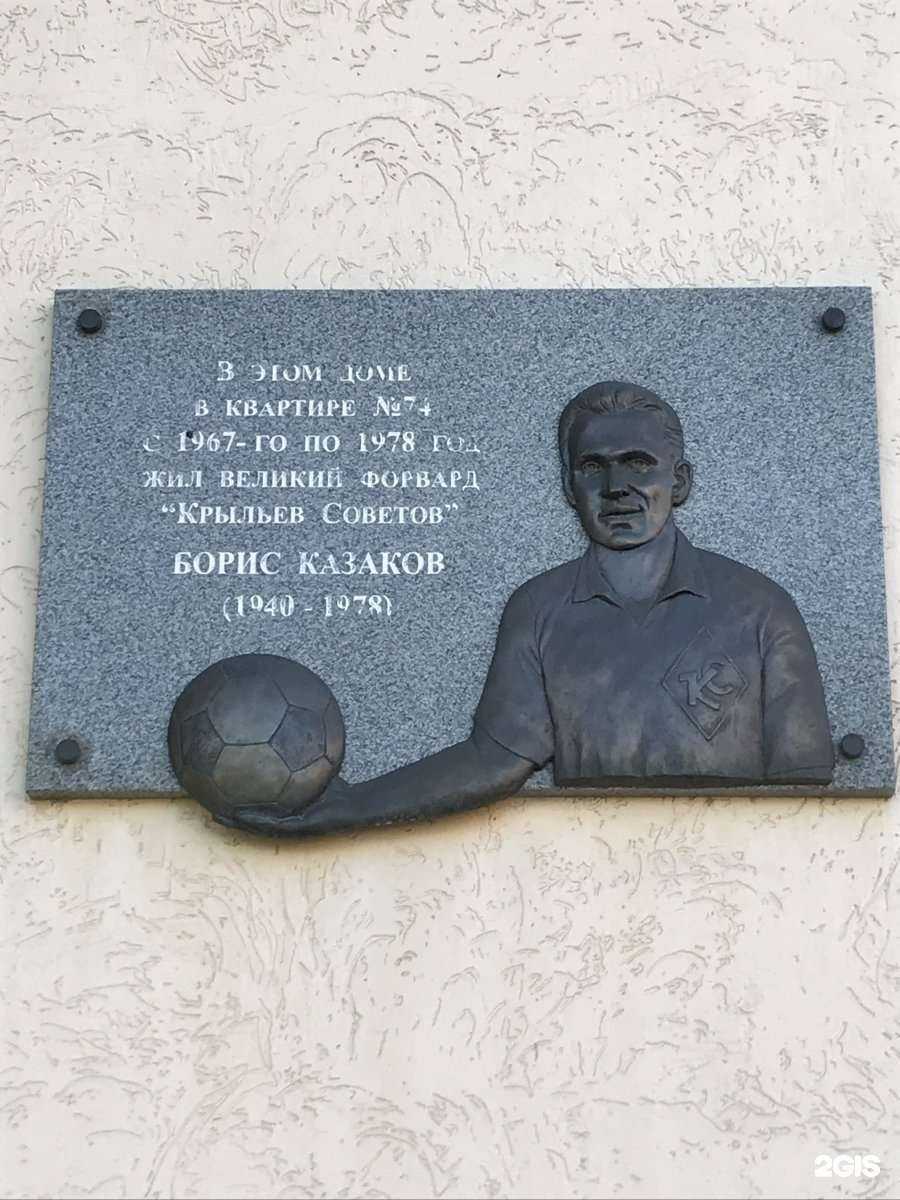 В ЭТОМ ДОМЕ
В КВАРТИРЕ №74
С 1967-ГО ПО 1978 ГОД
ЖИЛ ВЕЛИКИЙ ФОРВАРД
“КРЫЛЬЕВ СОВЕТОВ”
БОРИС КАЗАКОВ
(1940 - 1978)
КС
2GIS